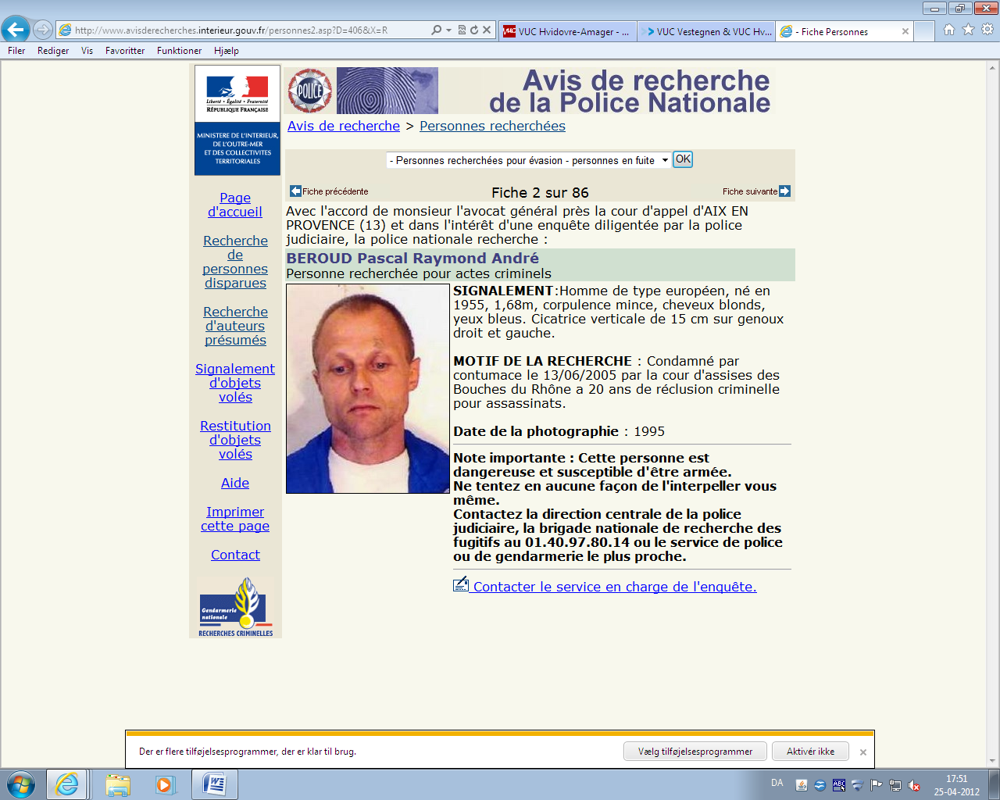 http://www.avisderecherches.interieur.gouv.fr/personnes2.asp?D=406&X=R
VUC Hvidovre-Amager - ...
VUC Vestegnen & VUC Hv...
- Fiche Personnes
Filer Rediger Vis Favoritter Funktioner Hjælp
Liberté • Égalité • Fraternité
RÉPUBLIQUE FRANÇAISE
MINISTERE DE L'INTERIEUR,
DE L'OUTRE-MER
ET DES COLLECTIVITES
TERRITORIALES
POLICE
Avis de recherche
de la Police Nationale
Avis de recherche > Personnes recherchées
- Personnes recherchées pour évasion - personnes en fuite
OK
Fiche précédente
Fiche 2 sur 86
Fiche suivante
Page
d'accueil
Recherche
de
personnes
disparues
Recherche
d'auteurs
présumés
Signalement
d'objets
volés
Restitution
d'objets
volés
Aide
Imprimer
cette page
Contact
Gendarmerie
nationale
RECHERCHES CRIMINELLES
Avec l'accord de monsieur l'avocat général près la cour d'appel d'AIX EN
PROVENCE (13) et dans l'intérêt d'une enquête diligentée par la police
judiciaire, la police nationale recherche :
BEROUD Pascal Raymond André
Personne recherchée pour actes criminels
SIGNALEMENT:Homme de type européen, né en
1955, 1,68m, corpulence mince, cheveux blonds,
yeux bleus. Cicatrice verticale de 15 cm sur genoux
droit et gauche.
MOTIF DE LA RECHERCHE : Condamné par
contumace le 13/06/2005 par la cour d'assises des
Bouches du Rhône a 20 ans de réclusion criminelle
pour assassinats.
Date de la photographie : 1995
Note importante : Cette personne est
dangereuse et susceptible d'être armée.
Ne tentez en aucune façon de l'interpeller vous
même.
Contactez la direction centrale de la police
judiciaire, la brigade nationale de recherche des
fugitifs au 01.40.97.80.14 ou le service de police
ou de gendarmerie le plus proche.
Contacter le service en charge de l'enquête.
Der er flere tilføjelsesprogrammer, der er klar til brug.
Vælg tilføjelsesprogrammer
Aktivér ikke
DA
ABC
17:51
25-04-2012